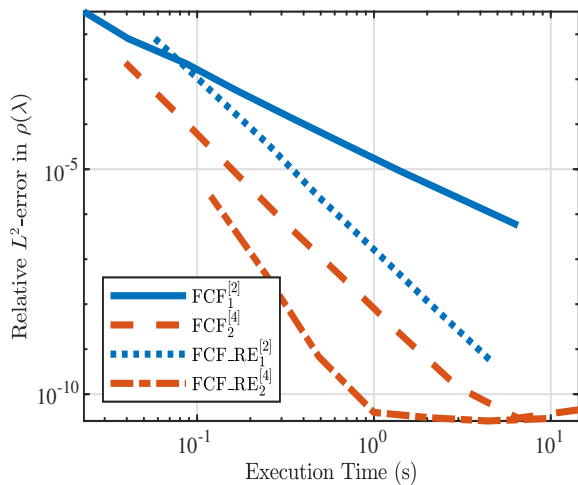 Relative L²-error in ρ(λ)
10⁻⁵
10⁻¹⁰
FCF₁^[2]
FCF₂^[4]
FCF_RE₁^[2]
FCF_RE₂^[4]
10⁻¹ 10⁰ 10¹
Execution Time (s)